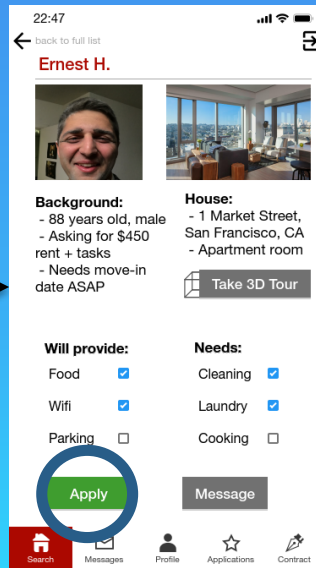 22:47
back to full list
Ernest H.
Background:
- 88 years old, male
- Asking for $450
rent + tasks
- Needs move-in
date ASAP
House:
- 1 Market Street,
San Francisco, CA
- Apartment room
Take 3D Tour
Will provide:
Food
Wifi
Parking
Needs:
Cleaning
Laundry
Cooking
Apply
Message
Search
Messages
Profile
Applications
Contract